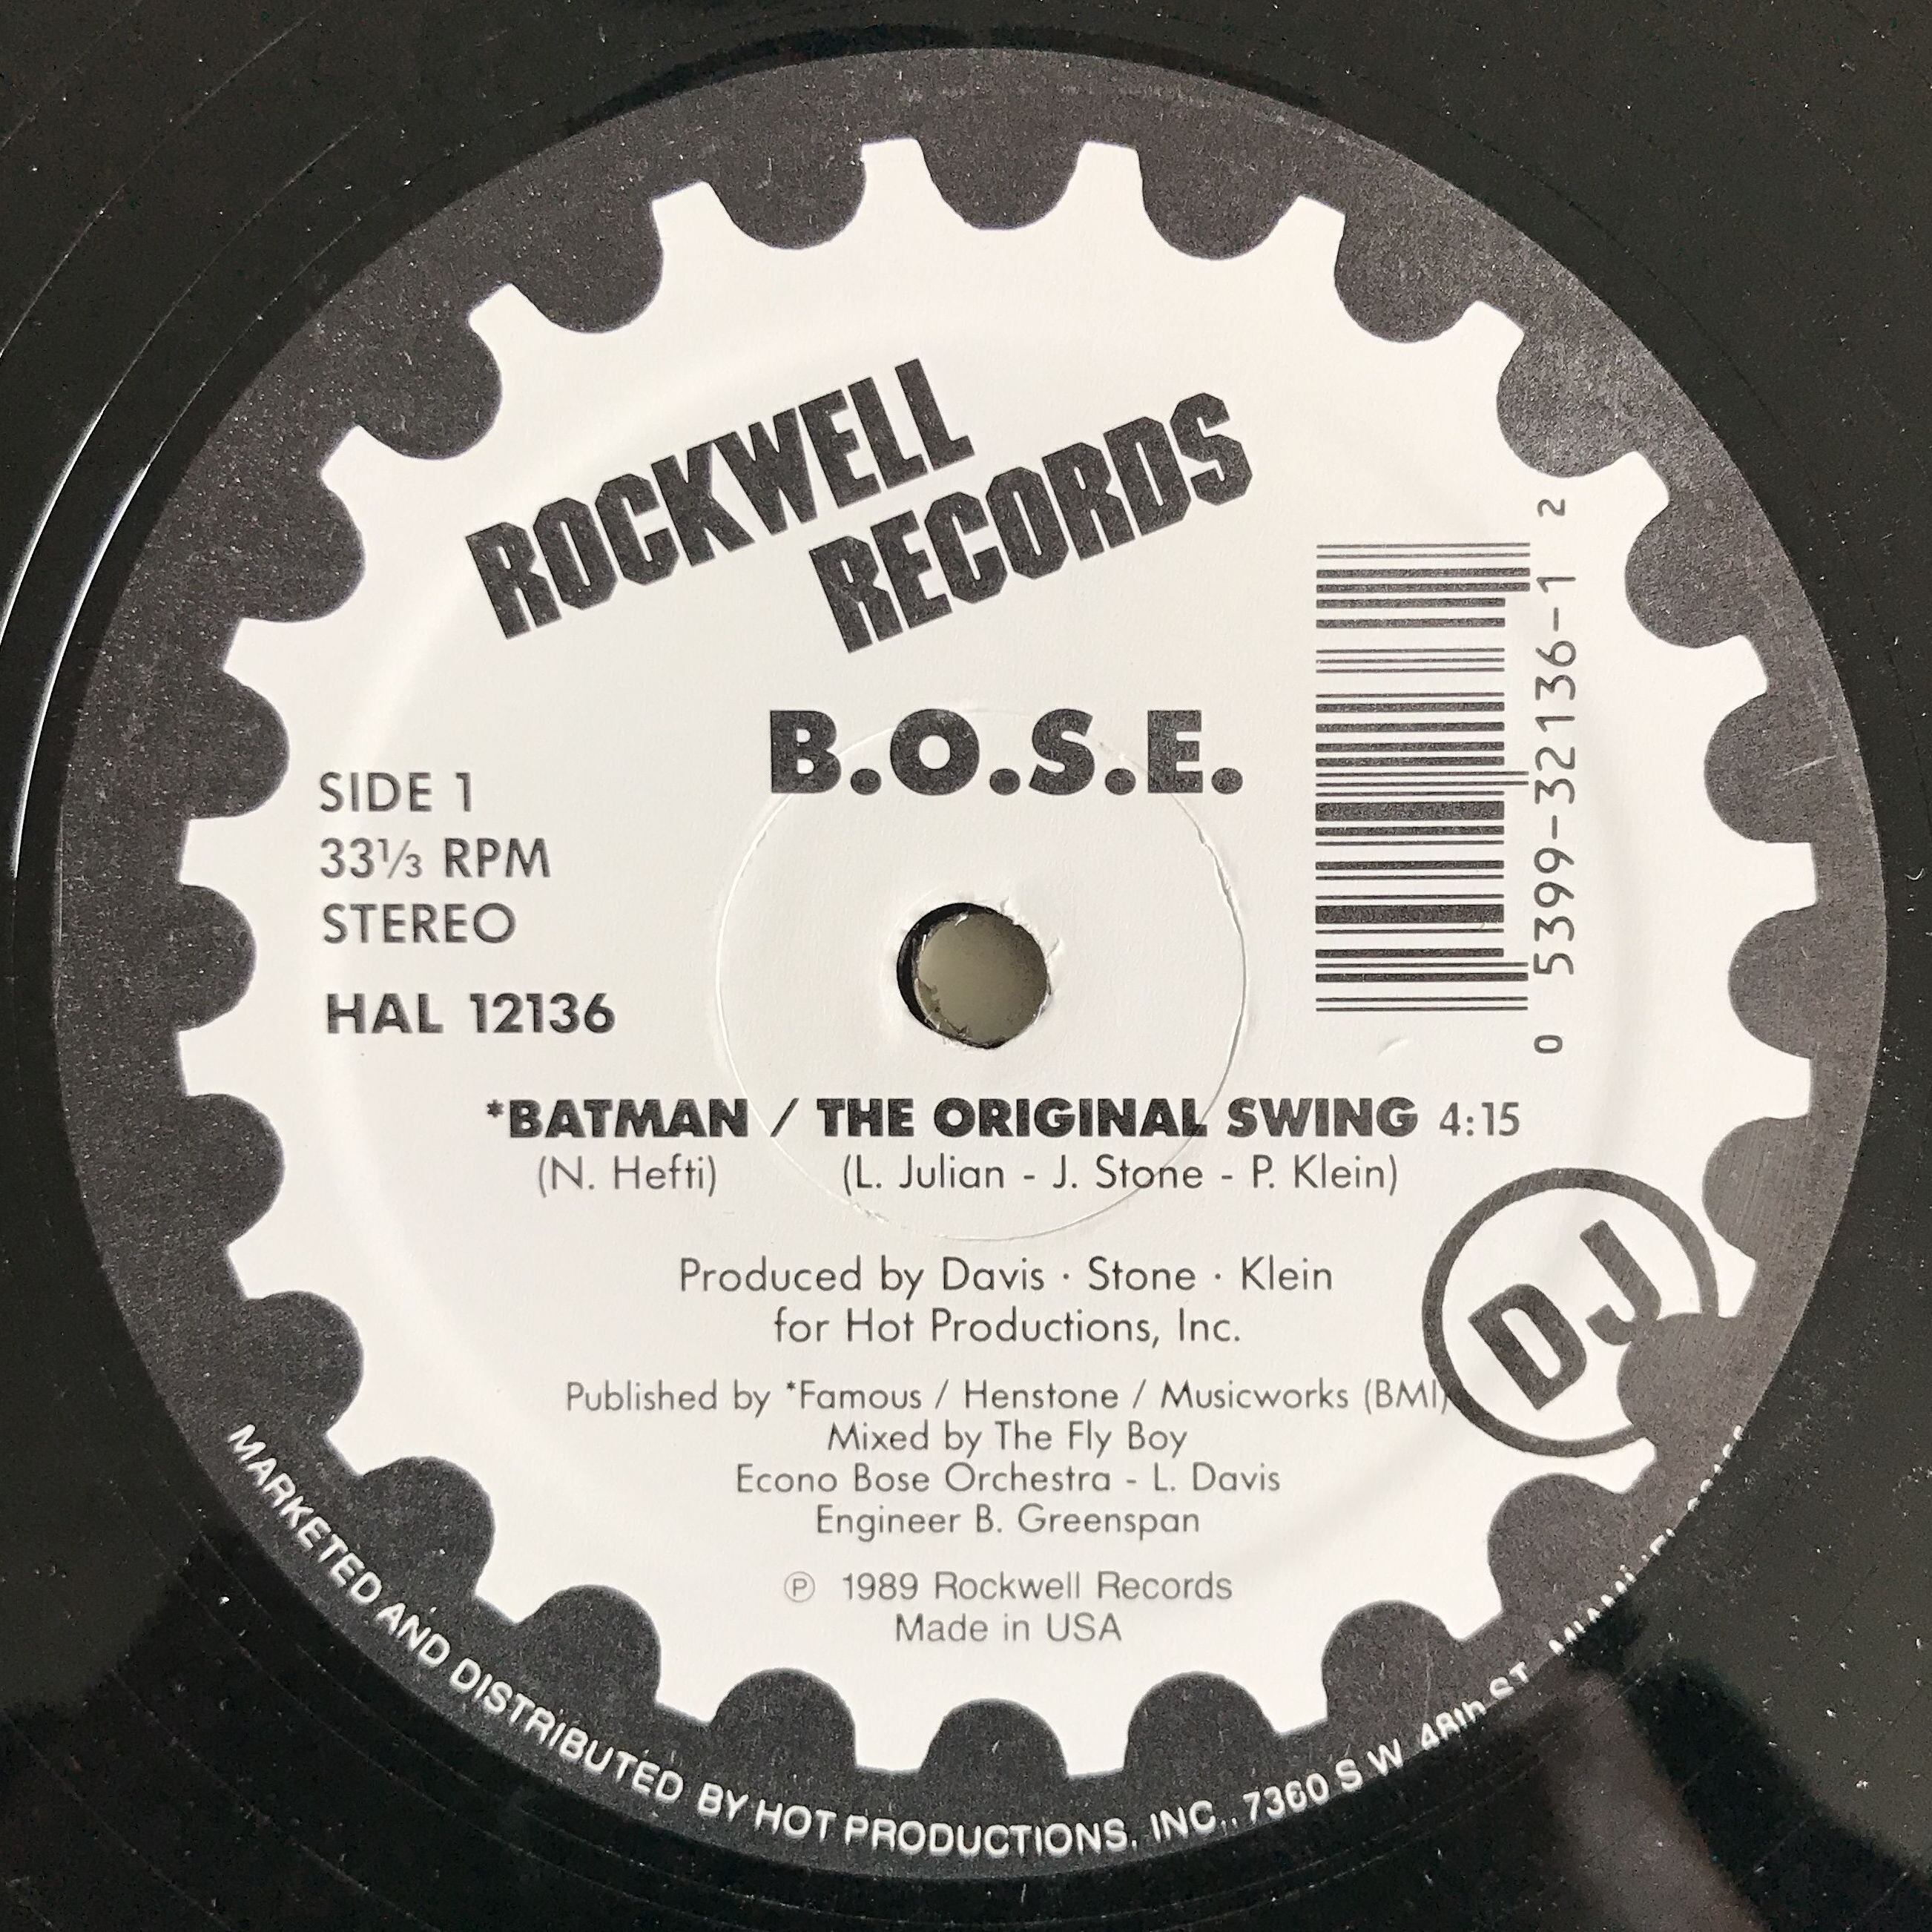 ROCKWELL
RECORDS
B.O.S.E.
SIDE 1
33⅓ RPM
STEREO
HAL 12136
0 5399-32136-1 2
*BATMAN / THE ORIGINAL SWING 4:15
(N. Hefti) (L. Julian - J. Stone - P. Klein)
DJ
Produced by Davis · Stone · Klein
for Hot Productions, Inc.
Published by *Famous / Henstone / Musicworks (BMI)
Mixed by The Fly Boy
Econo Bose Orchestra - L. Davis
Engineer B. Greenspan
℗ 1989 Rockwell Records
Made in USA
MARKETED AND DISTRIBUTED BY HOT PRODUCTIONS, INC., 7360 S W 48th ST